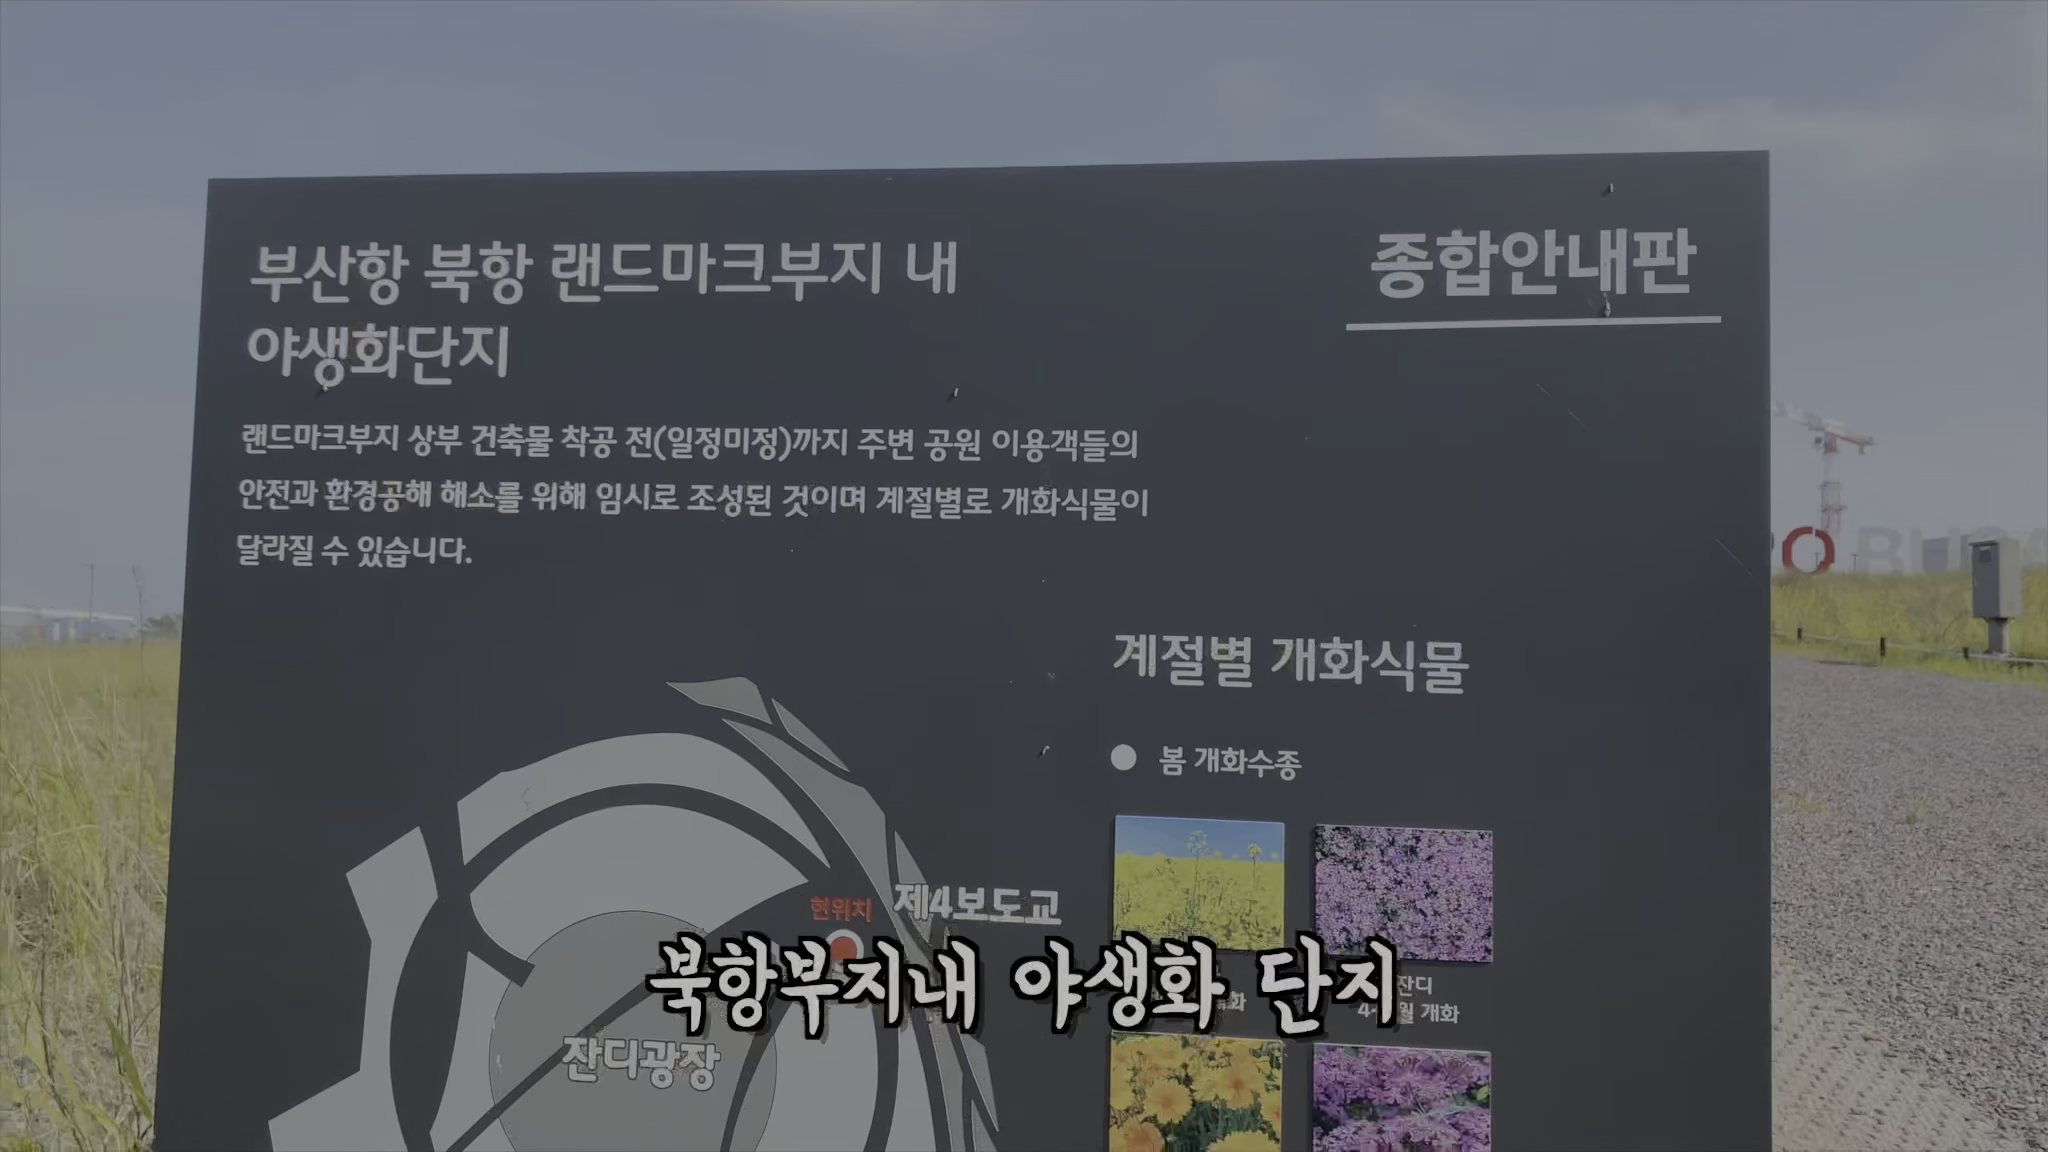 부산항 북항 랜드마크부지 내
야생화단지
종합안내판
랜드마크부지 상부 건축물 착공 전(일정미정)까지 주변 공원 이용객들의
안전과 환경공해 해소를 위해 임시로 조성된 것이며 계절별로 개화식물이
달라질 수 있습니다.
계절별 개화식물
봄 개화수종
현위치
제4보도교
잔디
개화
북항부지내 야생화 단지
잔디광장